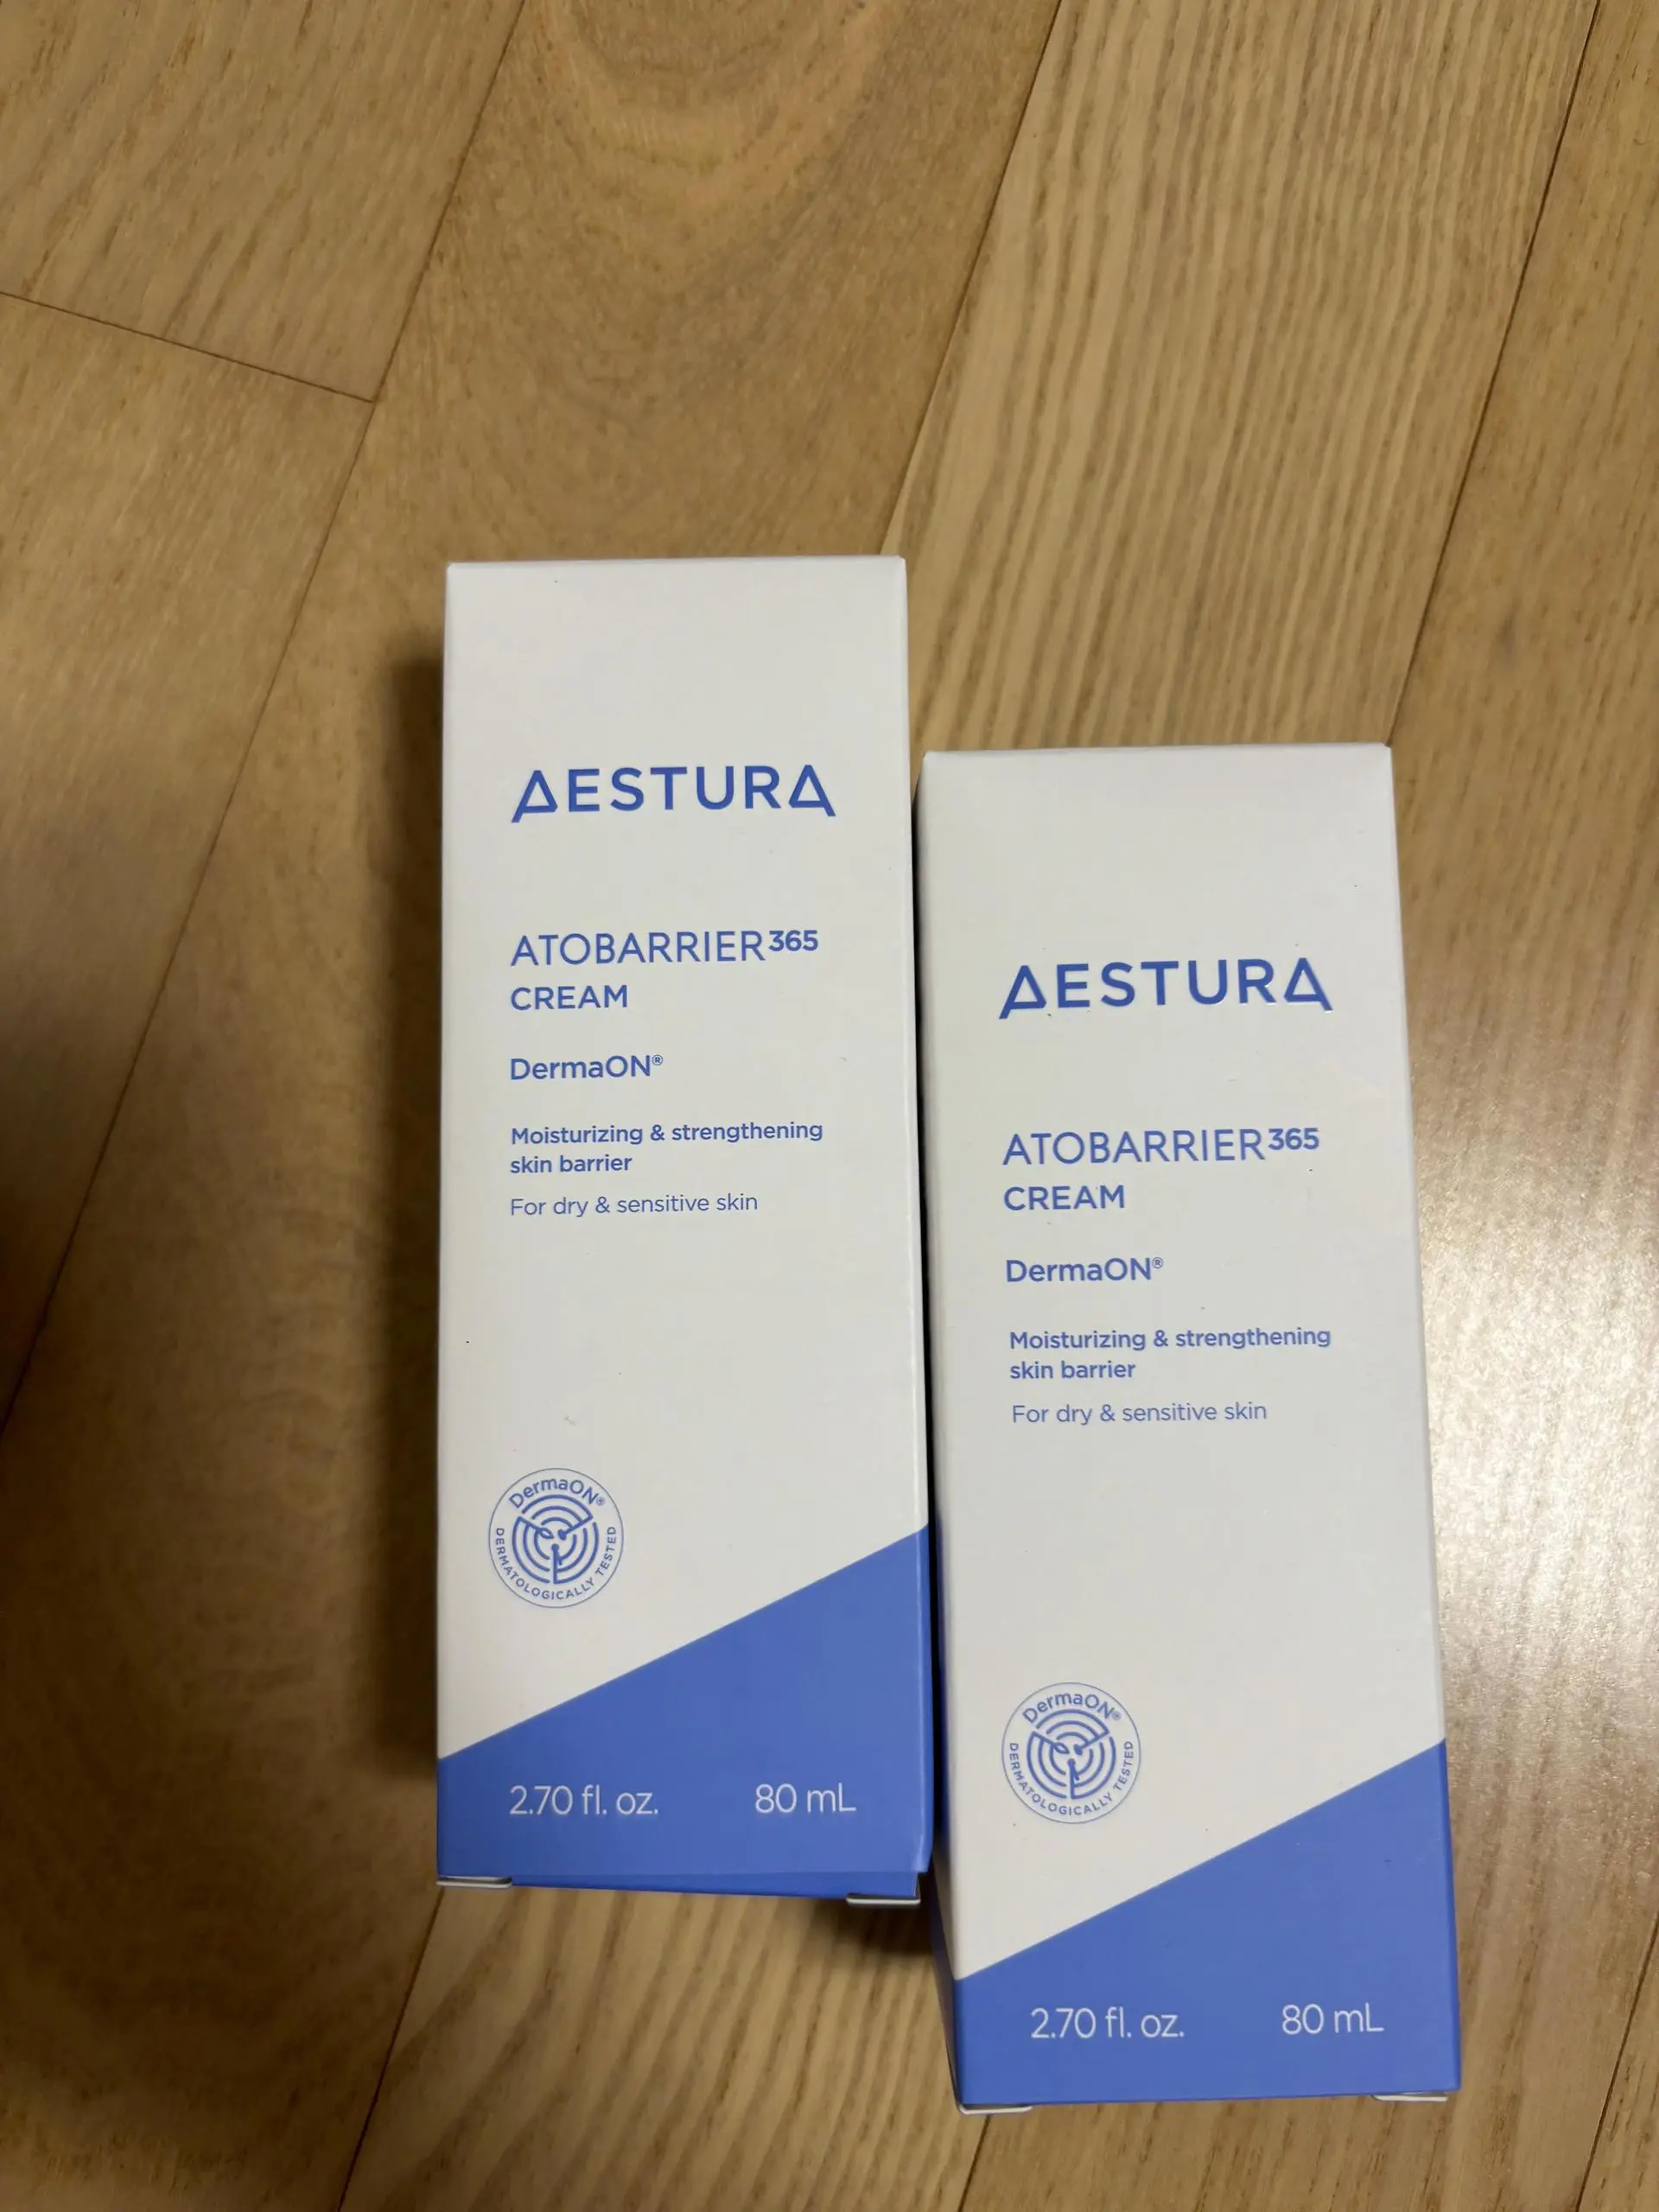 AESTURA
ATOBARRIER365
CREAM
DermaON®
Moisturizing & strengthening
skin barrier
For dry & sensitive skin
DermaON®
DERMATOLOGICALLY TESTED
2.70 fl. oz. 80 mL
AESTURA
ATOBARRIER365
CREAM
DermaON®
Moisturizing & strengthening
skin barrier
For dry & sensitive skin
DermaON®
DERMATOLOGICALLY TESTED
2.70 fl. oz. 80 mL